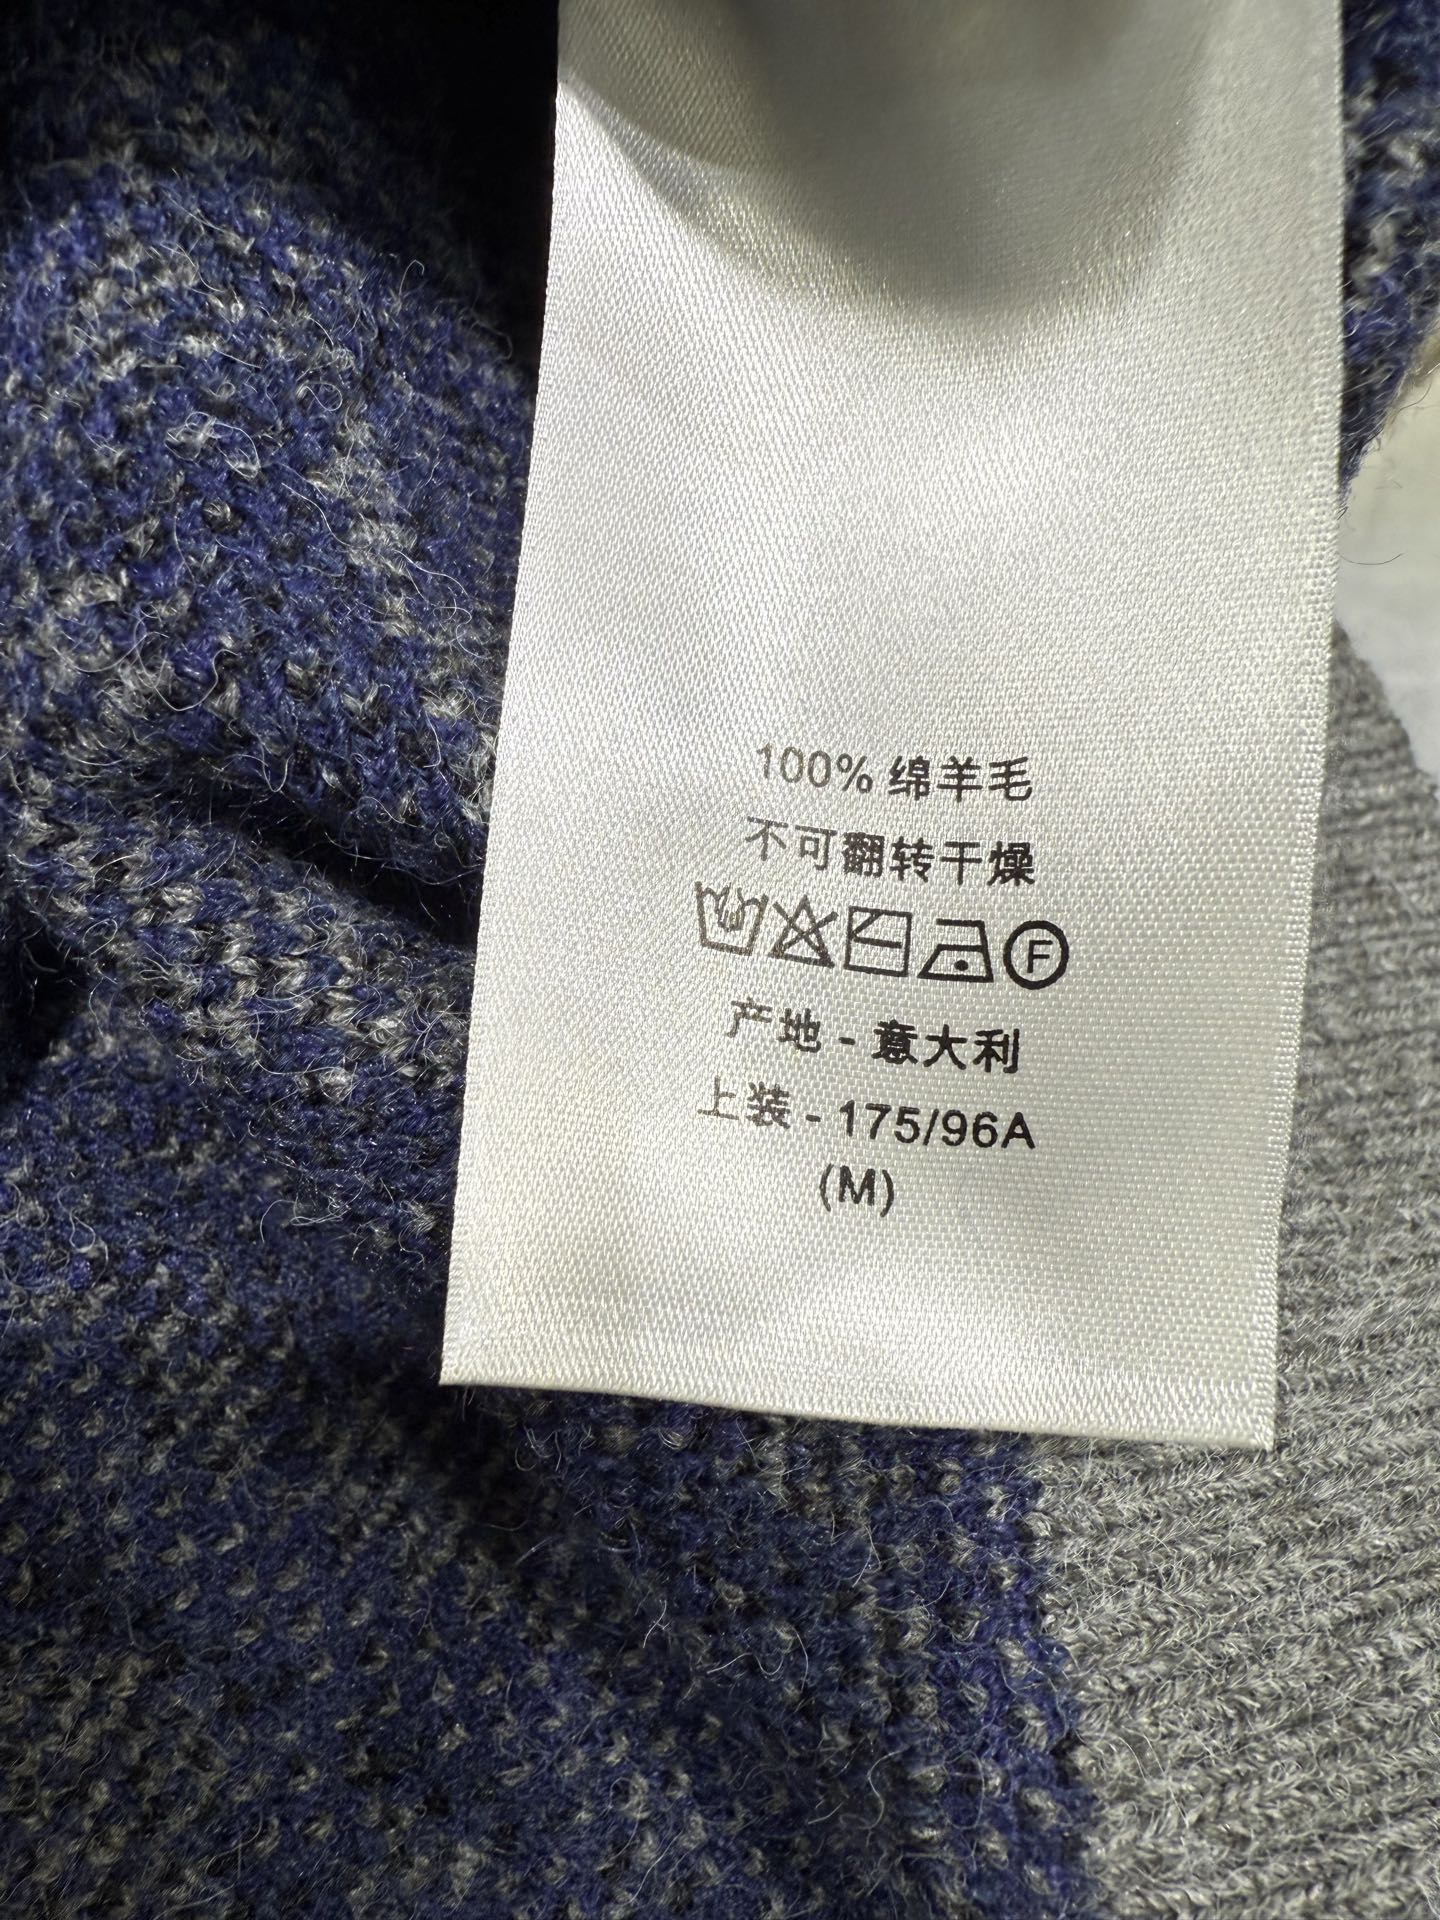 100% 绵羊毛
不可翻转干燥
F
产地 - 意大利
上装 - 175/96A
(M)